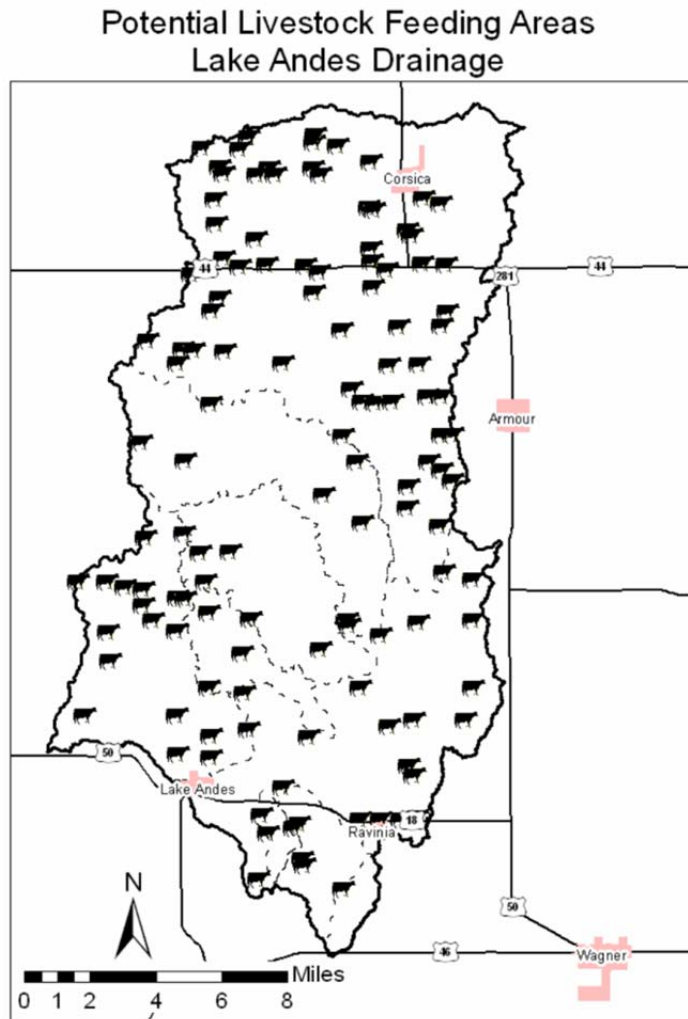 Potential Livestock Feeding Areas
Lake Andes Drainage
Corsica
44
44
281
Armour
50
Lake Andes
18
Ravinia
N
50
46
Wagner
Miles
0 1 2 4 6 8